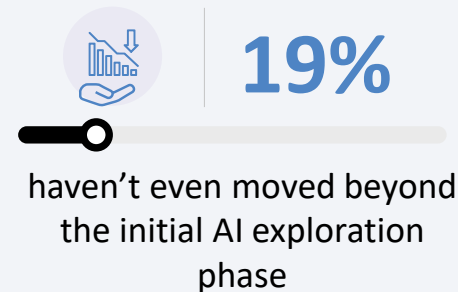 19%
haven’t even moved beyond
the initial AI exploration
phase